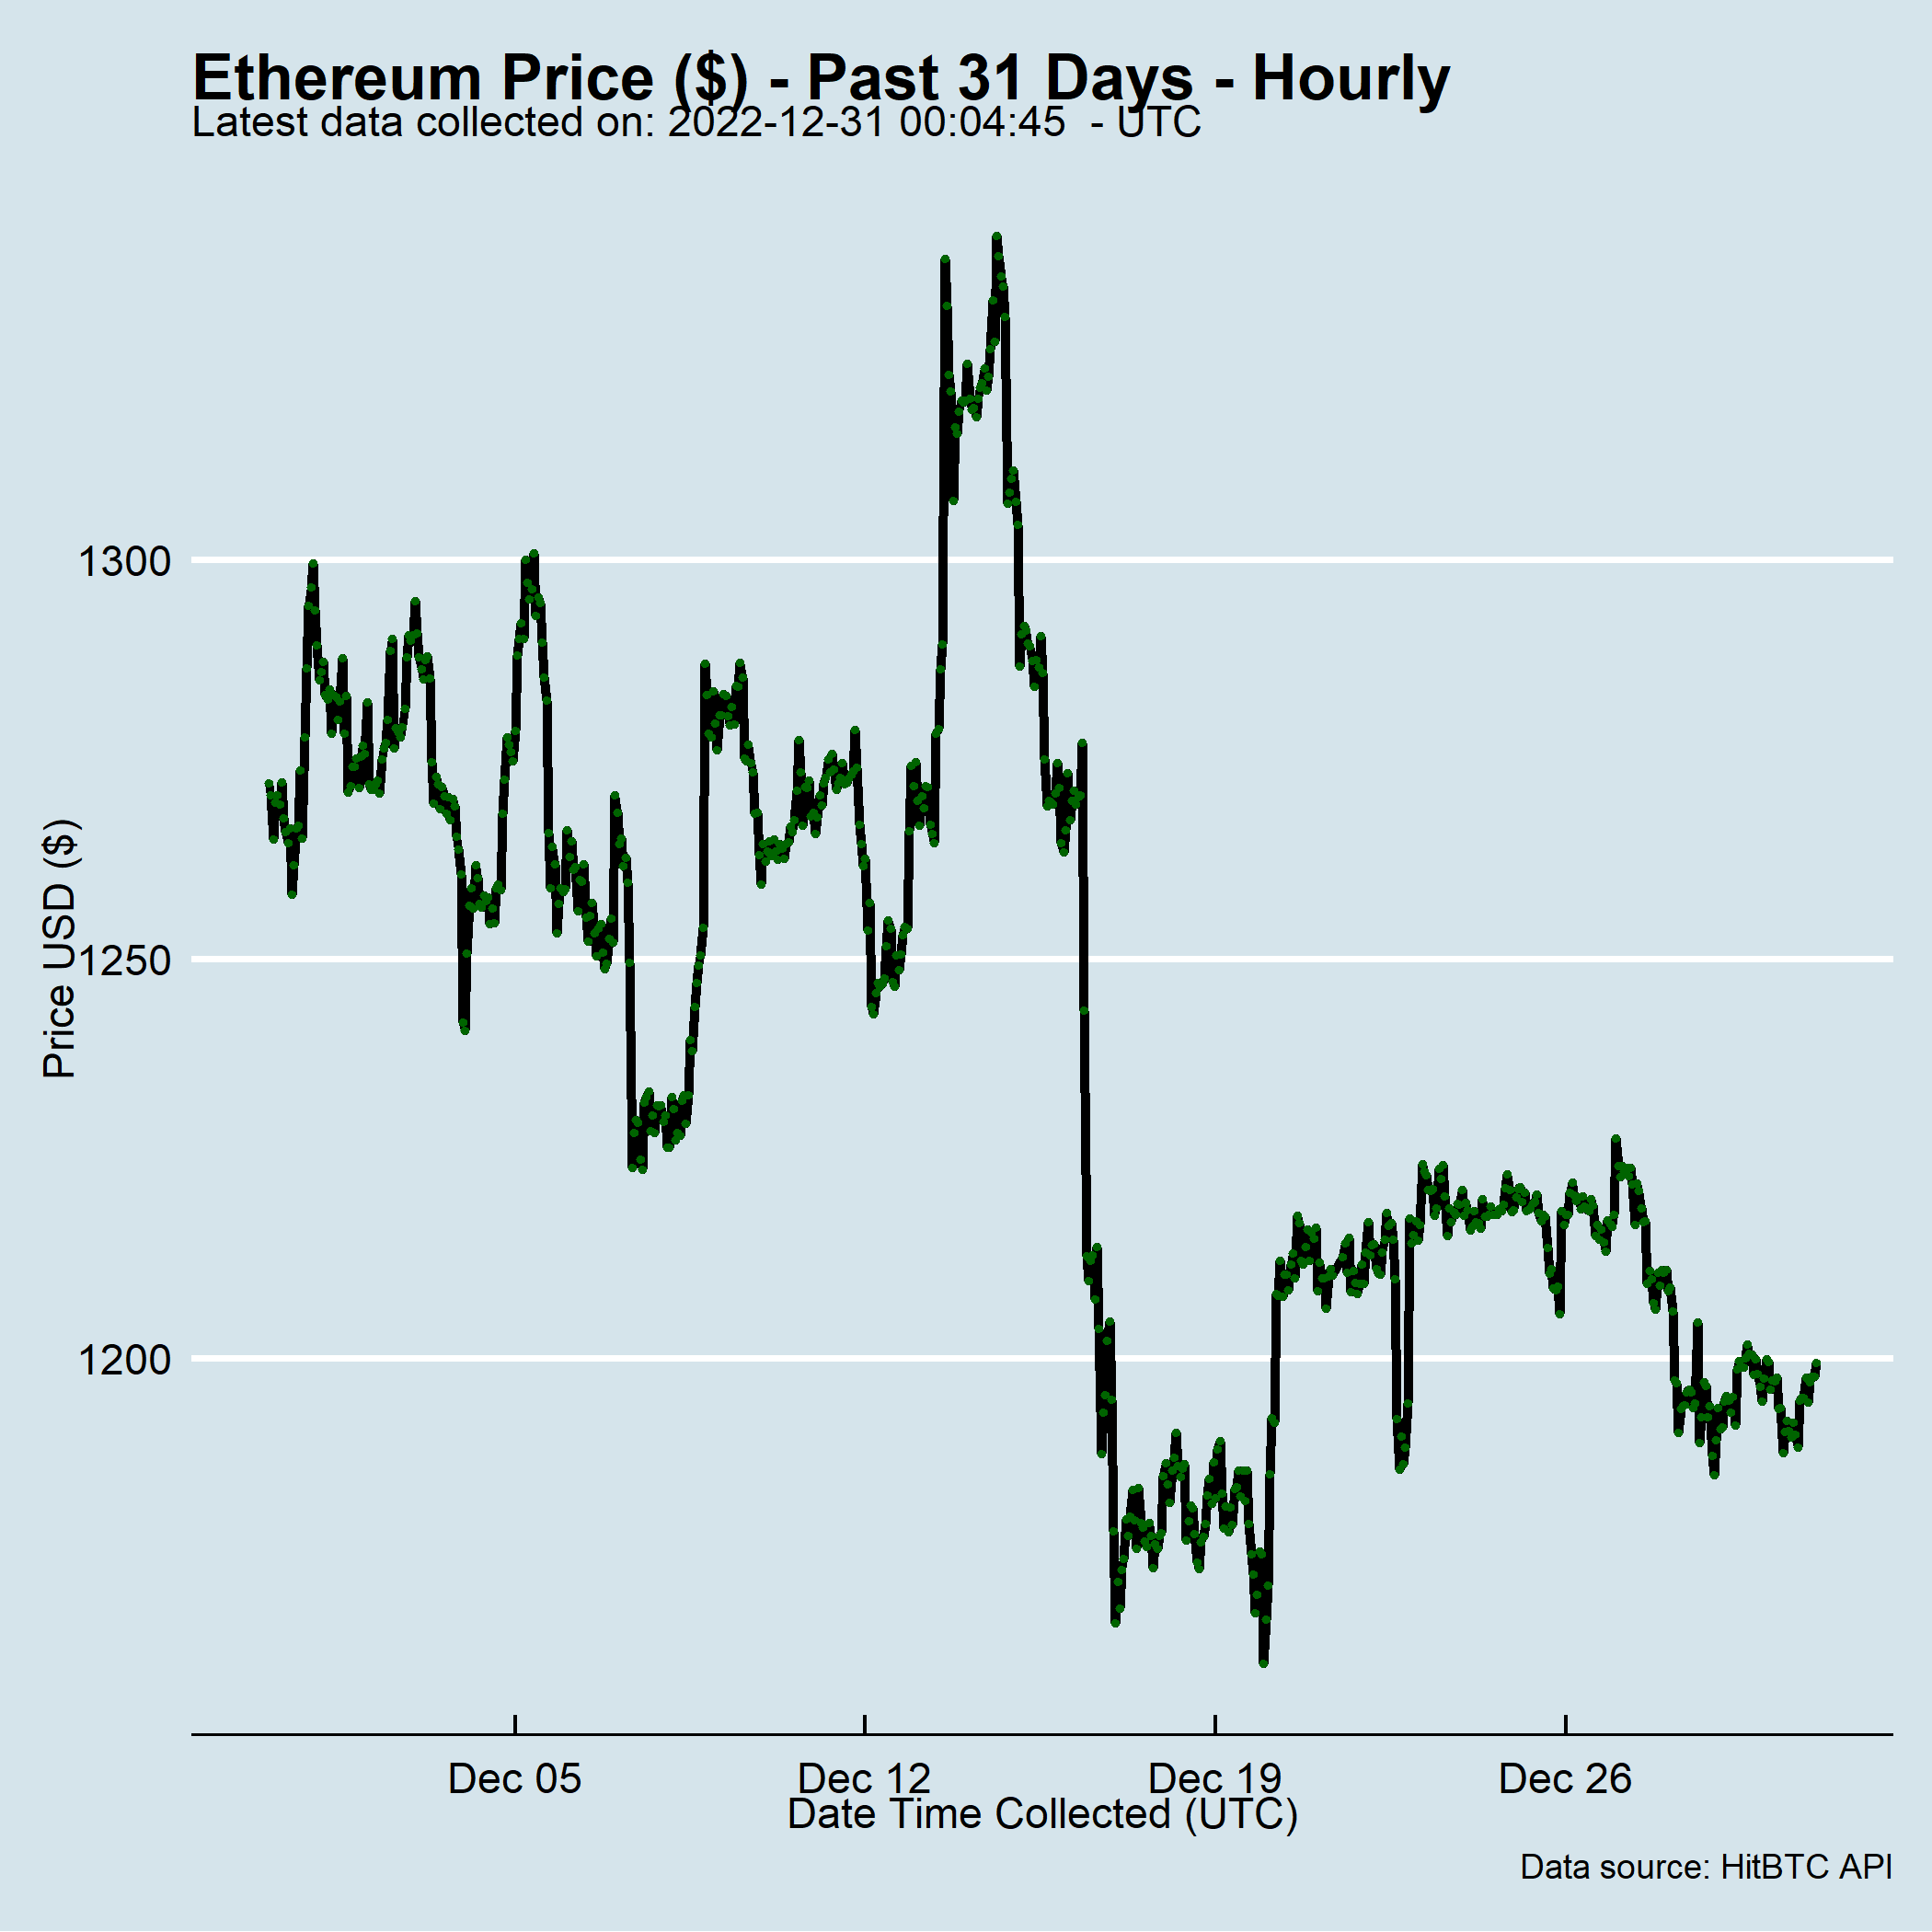 Ethereum Price ($) - Past 31 Days - Hourly
Latest data collected on: 2022-12-31 00:04:45  - UTC
Price USD ($)
1300
1250
1200
Dec 05
Dec 12
Dec 19
Dec 26
Date Time Collected (UTC)
Data source: HitBTC API